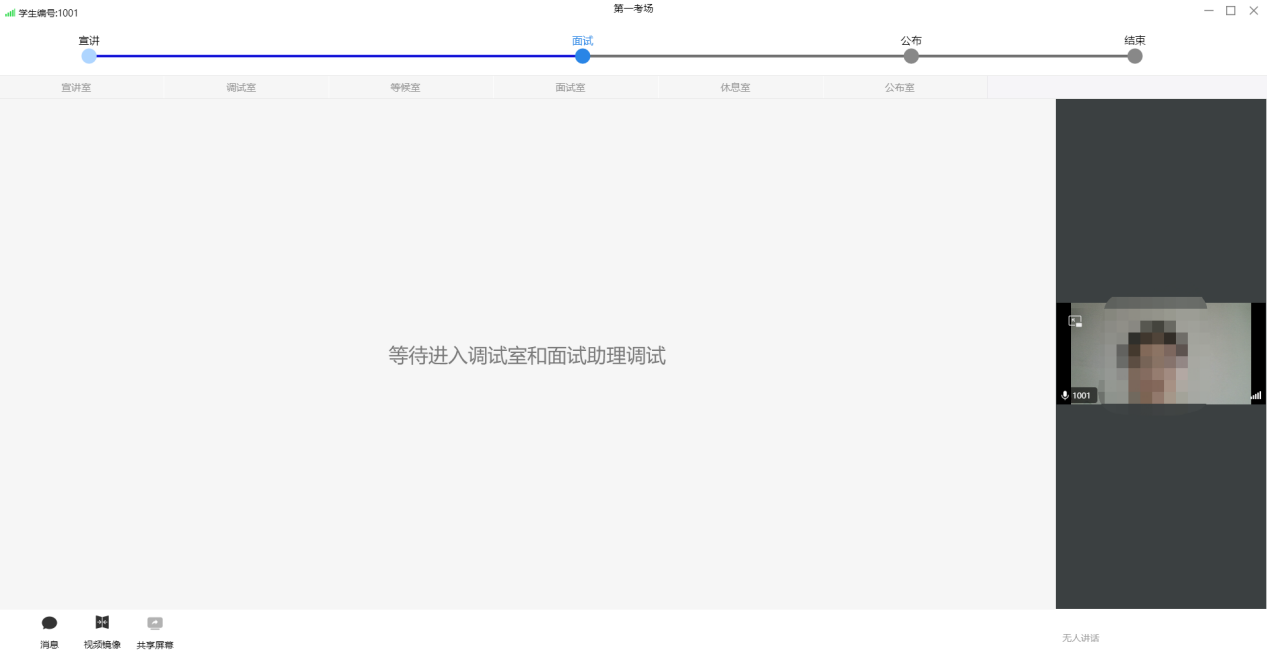 学生编号:1001
第一考场
宣讲 面试 公布 结束
宣讲室 调试室 等候室 面试室 休息室 公布室
等待进入调试室和面试助理调试
1001
消息 视频镜像 共享屏幕
无人讲话